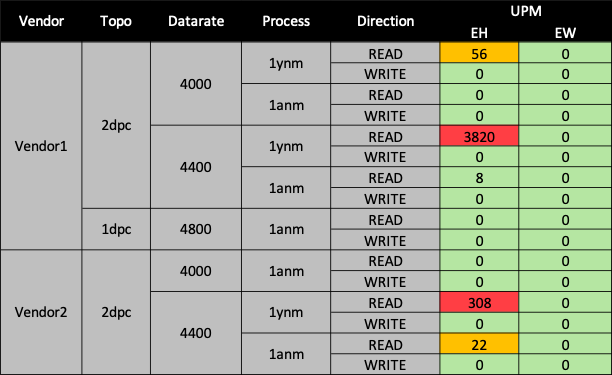 Vendor Topo Datarate Process Direction UPM
EH EW
Vendor1 2dpc 4000 1ynm READ 56 0
WRITE 0 0
1anm READ 0 0
WRITE 0 0
4400 1ynm READ 3820 0
WRITE 0 0
1anm READ 8 0
WRITE 0 0
1dpc 4800 1anm READ 0 0
WRITE 0 0
Vendor2 2dpc 4000 1anm READ 0 0
WRITE 0 0
4400 1ynm READ 308 0
WRITE 0 0
1anm READ 22 0
WRITE 0 0